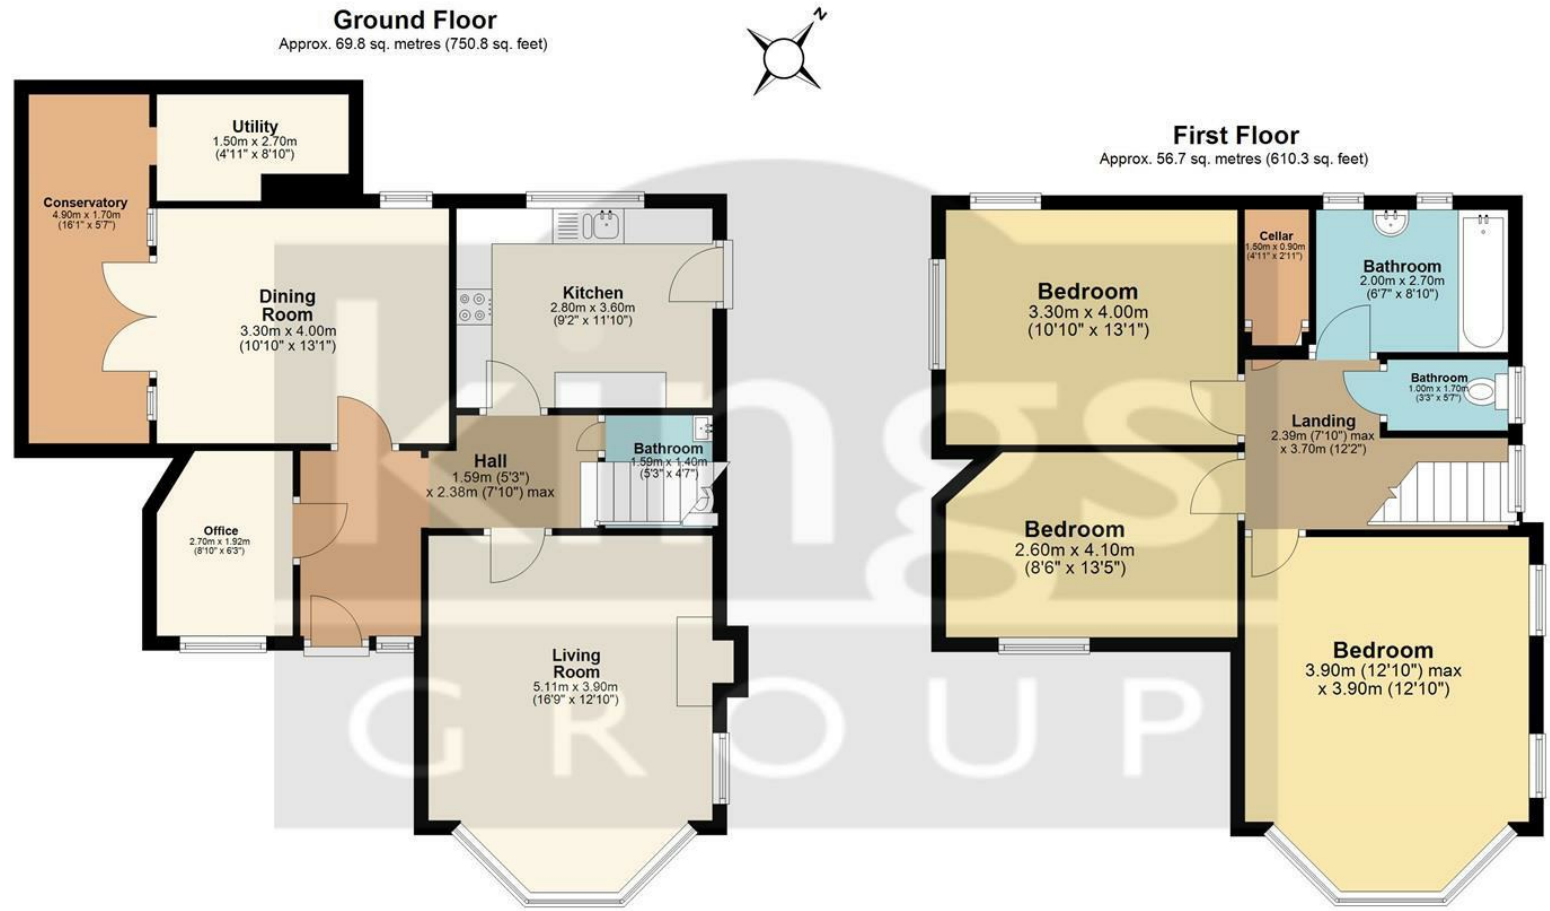 Ground Floor
Approx. 69.8 sq. metres (750.8 sq. feet)
N
Utility
1.50m x 2.70m
(4'11" x 8'10")
Conservatory
4.90m x 1.70m
(16'1" x 5'7")
Dining
Room
3.30m x 4.00m
(10'10" x 13'1")
Kitchen
2.80m x 3.60m
(9'2" x 11'10")
Hall
1.59m (5'3")
x 2.38m (7'10") max
Bathroom
1.59m x 1.40m
(5'3" x 4'7")
Office
2.70m x 1.92m
(8'10" x 6'3")
Living
Room
5.11m x 3.90m
(16'9" x 12'10")
First Floor
Approx. 56.7 sq. metres (610.3 sq. feet)
Bedroom
3.30m x 4.00m
(10'10" x 13'1")
Cellar
1.50m x 0.90m
(4'11" x 2'11")
Bathroom
2.00m x 2.70m
(6'7" x 8'10")
Bathroom
1.00m x 1.70m
(3'3" x 5'7")
Landing
2.39m (7'10") max
x 3.70m (12'2")
Bedroom
2.60m x 4.10m
(8'6" x 13'5")
Bedroom
3.90m (12'10") max
x 3.90m (12'10")
kings
GROUP